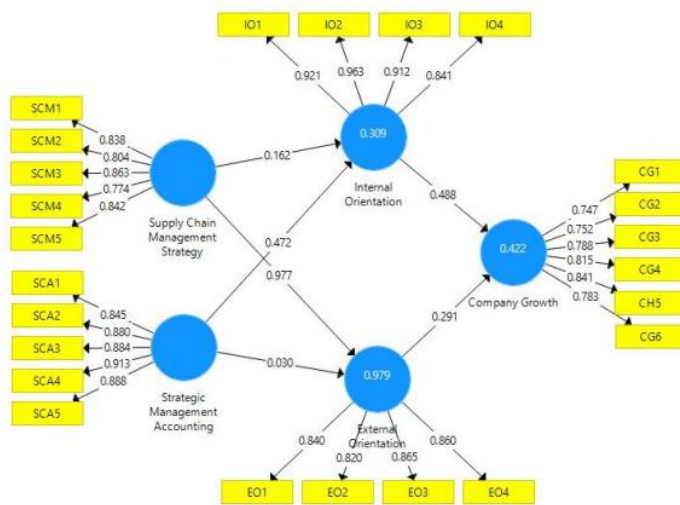 IO1
IO2
IO3
IO4
0.921
0.963
0.912
0.841
SCM1
SCM2
SCM3
SCM4
SCM5
0.838
0.804
0.863
0.774
0.842
Supply Chain
Management
Strategy
0.162
0.309
Internal
Orientation
0.472
0.977
0.488
SCA1
SCA2
SCA3
SCA4
SCA5
0.845
0.880
0.884
0.913
0.888
Strategic
Management
Accounting
0.030
0.979
External
Orientation
0.291
0.422
Company Growth
0.747
0.752
0.788
0.815
0.841
0.783
CG1
CG2
CG3
CG4
CH5
CG6
0.840
0.820
0.865
0.860
EO1
EO2
EO3
EO4